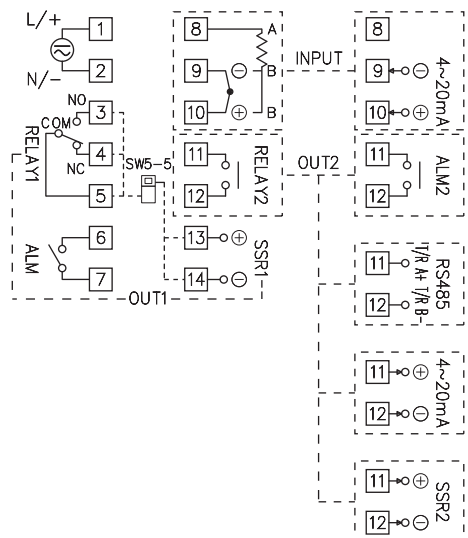 L/+
1
N/-
2
NO
3
COM
4
NC
5
RELAY1
SW5-5
ALM
6
7
OUT1
8
A
9
⊖
B
10
⊕
B
11
12
RELAY2
13
⊕
14
⊖
SSR1
INPUT
8
9
⊖
10
⊕
4~20mA
OUT2
11
12
ALM2
11
T/R A+
12
T/R B-
RS485
11
⊕
12
⊖
4~20mA
11
⊕
12
⊖
SSR2